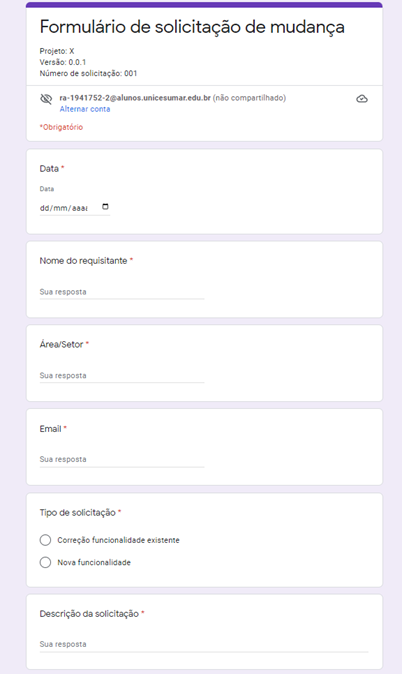 Formulário de solicitação de mudança
Projeto: X
Versão: 0.0.1
Número de solicitação: 001
ra-1941752-2@alunos.unicesumar.edu.br (não compartilhado)
Alternar conta
*Obrigatório
Data *
Data
dd/mm/aaaa
Nome do requisitante *
Sua resposta
Área/Setor *
Sua resposta
Email *
Sua resposta
Tipo de solicitação *
Correção funcionalidade existente
Nova funcionalidade
Descrição da solicitação *
Sua resposta